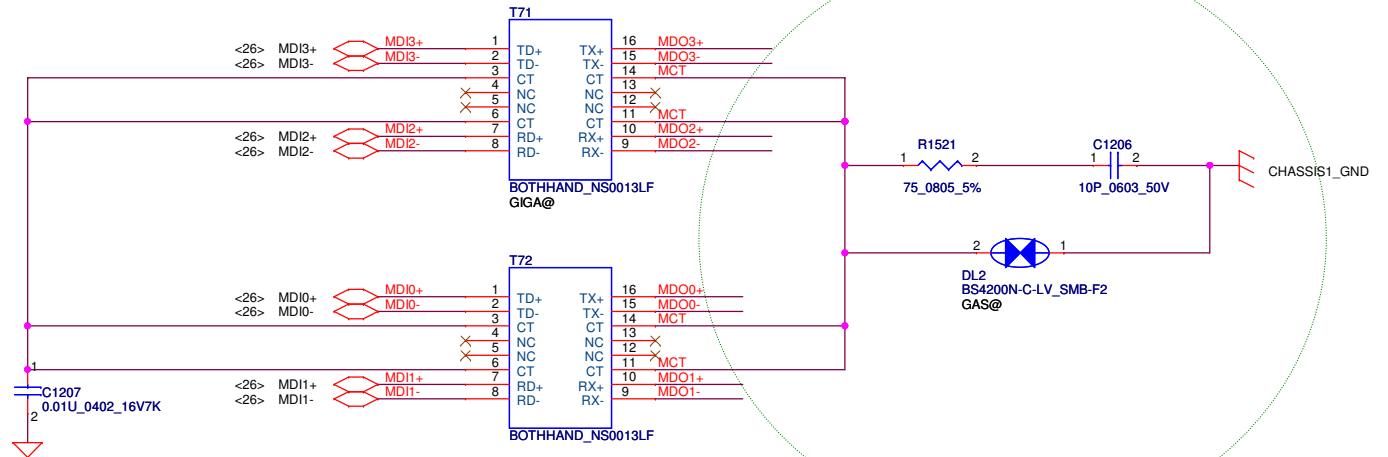 T71
<26> MDI3+ MDI3+ 1 TD+ TX+ 16 MDO3+
<26> MDI3- MDI3- 2 TD- TX- 15 MDO3-
3 CT CT 14 MCT
4 NC NC 13
5 NC NC 12
6 CT CT 11 MCT
<26> MDI2+ MDI2+ 7 RD+ RX+ 10 MDO2+
<26> MDI2- MDI2- 8 RD- RX- 9 MDO2-
BOTHHAND_NS0013LF
GIGA@
R1521
1 2
75_0805_5%
C1206
1 2
10P_0603_50V
CHASSIS1_GND
2 1
DL2
BS4200N-C-LV_SMB-F2
GAS@
T72
<26> MDI0+ MDI0+ 1 TD+ TX+ 16 MDO0+
<26> MDI0- MDI0- 2 TD- TX- 15 MDO0-
3 CT CT 14 MCT
4 NC NC 13
5 NC NC 12
6 CT CT 11 MCT
<26> MDI1+ MDI1+ 7 RD+ RX+ 10 MDO1+
<26> MDI1- MDI1- 8 RD- RX- 9 MDO1-
BOTHHAND_NS0013LF
1
C1207
0.01U_0402_16V7K
2